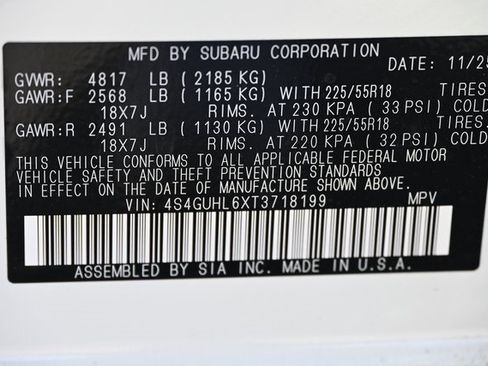 MFD BY SUBARU CORPORATION DATE: 11/25
GVWR: 4817 LB ( 2185 KG)
GAWR:F 2568 LB ( 1165 KG) WITH 225/55R18 TIRES
18X7J RIMS. AT 230 KPA ( 33 PSI) COLD
GAWR:R 2491 LB ( 1130 KG) WITH 225/55R18 TIRES.
18X7J RIMS. AT 220 KPA ( 32 PSI) COLD
THIS VEHICLE CONFORMS TO ALL APPLICABLE FEDERAL MOTOR
VEHICLE SAFETY AND THEFT PREVENTION STANDARDS
IN EFFECT ON THE DATE OF MANUFACTURE SHOWN ABOVE.
VIN: 4S4GUHL6XT3718199 MPV
ASSEMBLED BY SIA INC. MADE IN U.S.A.